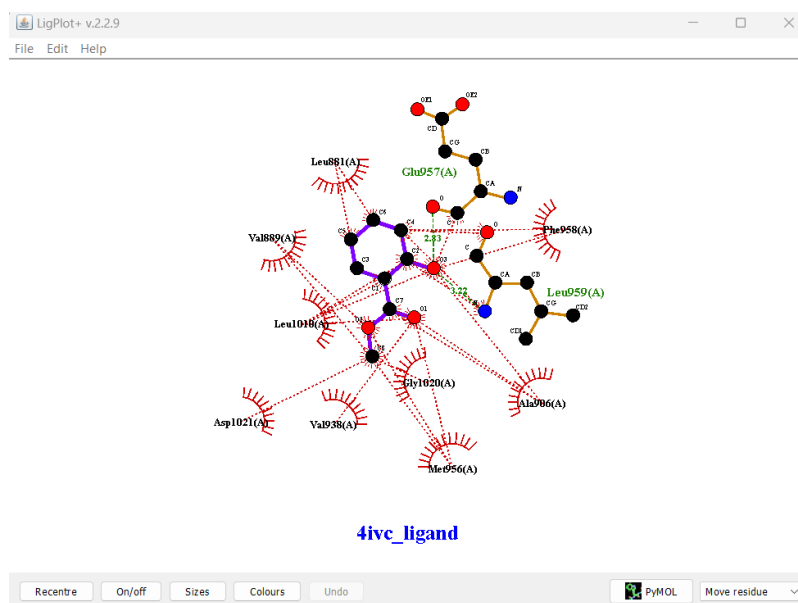 LigPlot+ v.2.2.9
File Edit Help
OE1 OE2
CD
CG CB
Leu881(A)
Glu957(A) CA N
O
C6 C
C4 O
Val889(A) C5 2.83 Phe958(A)
C2 C
C3 O3 CA CB
C1 3.22 Leu959(A)
N CG CD2
C7 O1
Leu1010(A)
CD1
Gly1020(A)
Ala906(A)
Asp1021(A) Val938(A)
Met956(A)
4ivc_ligand
Recentre On/off Sizes Colours Undo PyMOL Move residue